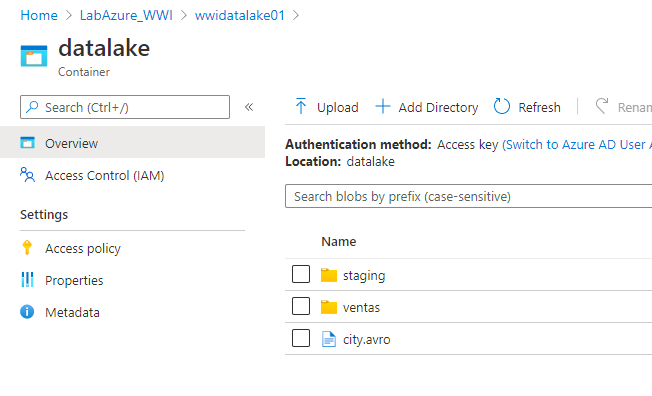 Home > LabAzure_WWI > wwidatalake01 >
datalake
Container
Search (Ctrl+/) «
Overview
Access Control (IAM)
Settings
Access policy
Properties
Metadata
Upload Add Directory Refresh Renam
Authentication method: Access key (Switch to Azure AD User A
Location: datalake
Search blobs by prefix (case-sensitive)
Name
staging
ventas
city.avro